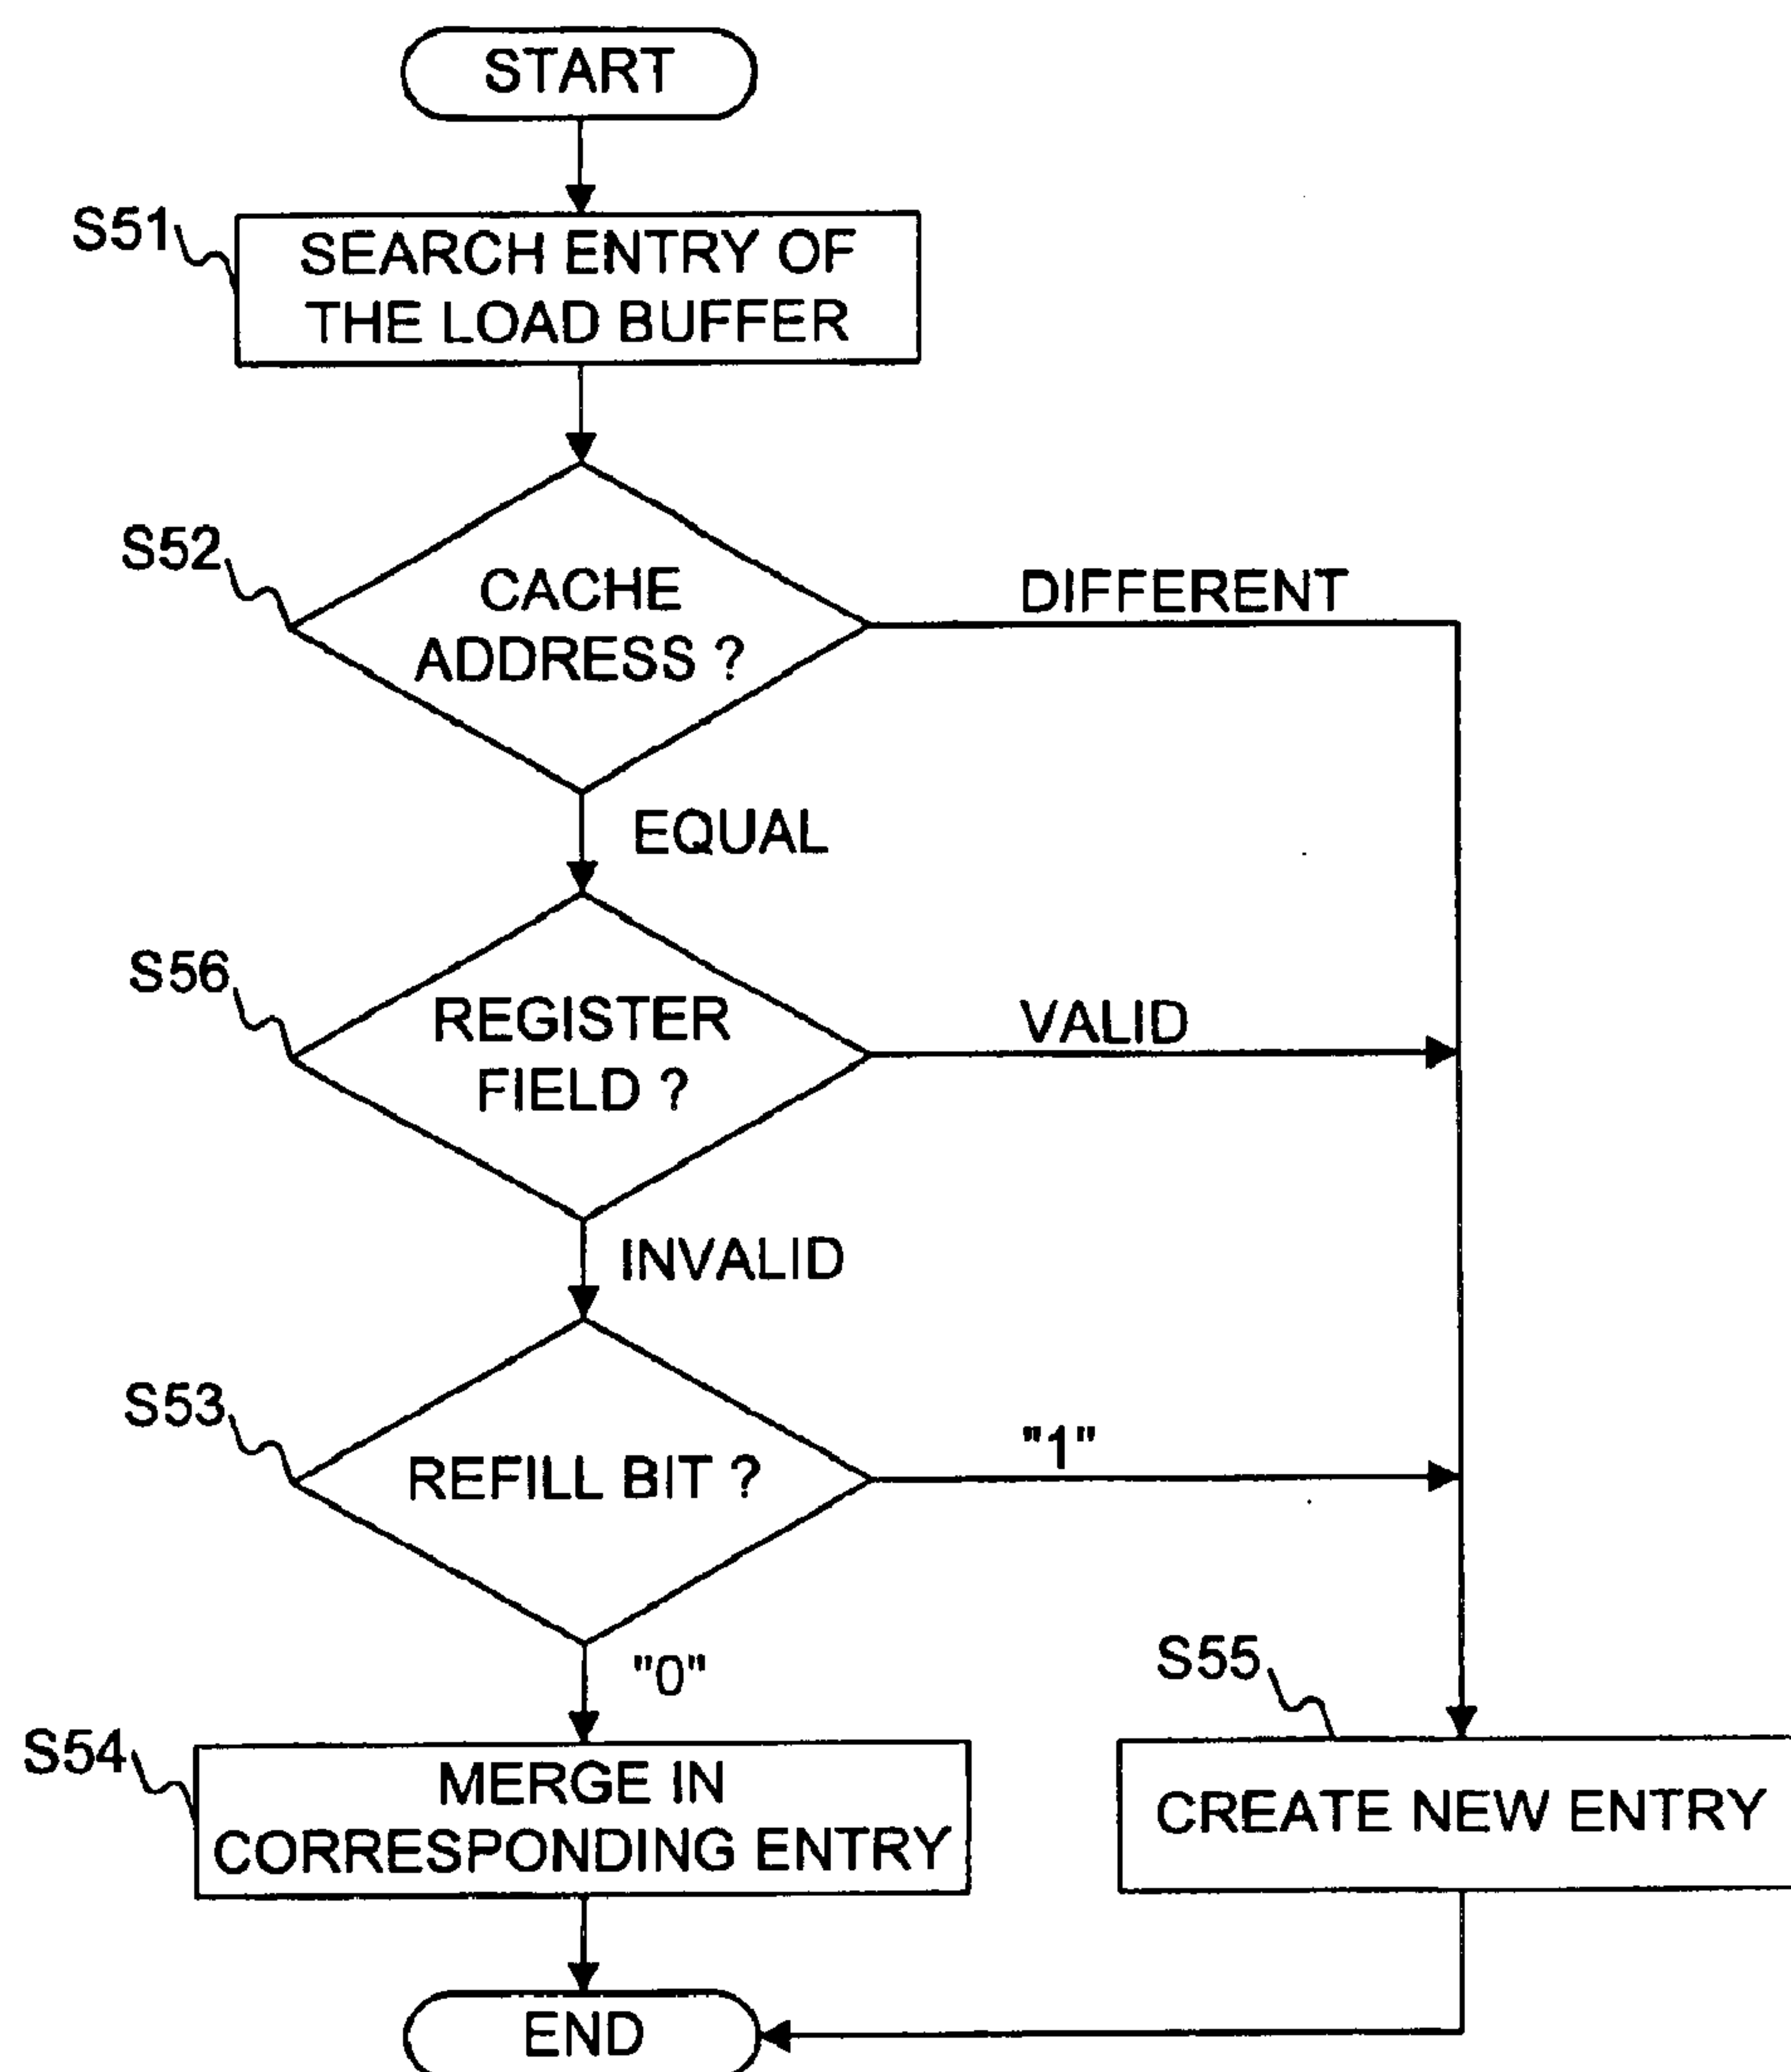 START
S51
SEARCH ENTRY OF
THE LOAD BUFFER
S52
CACHE
ADDRESS ?
DIFFERENT
EQUAL
S56
REGISTER
FIELD ?
VALID
INVALID
S53
REFILL BIT ?
"1"
"0"
S54
MERGE IN
CORRESPONDING ENTRY
S55
CREATE NEW ENTRY
END